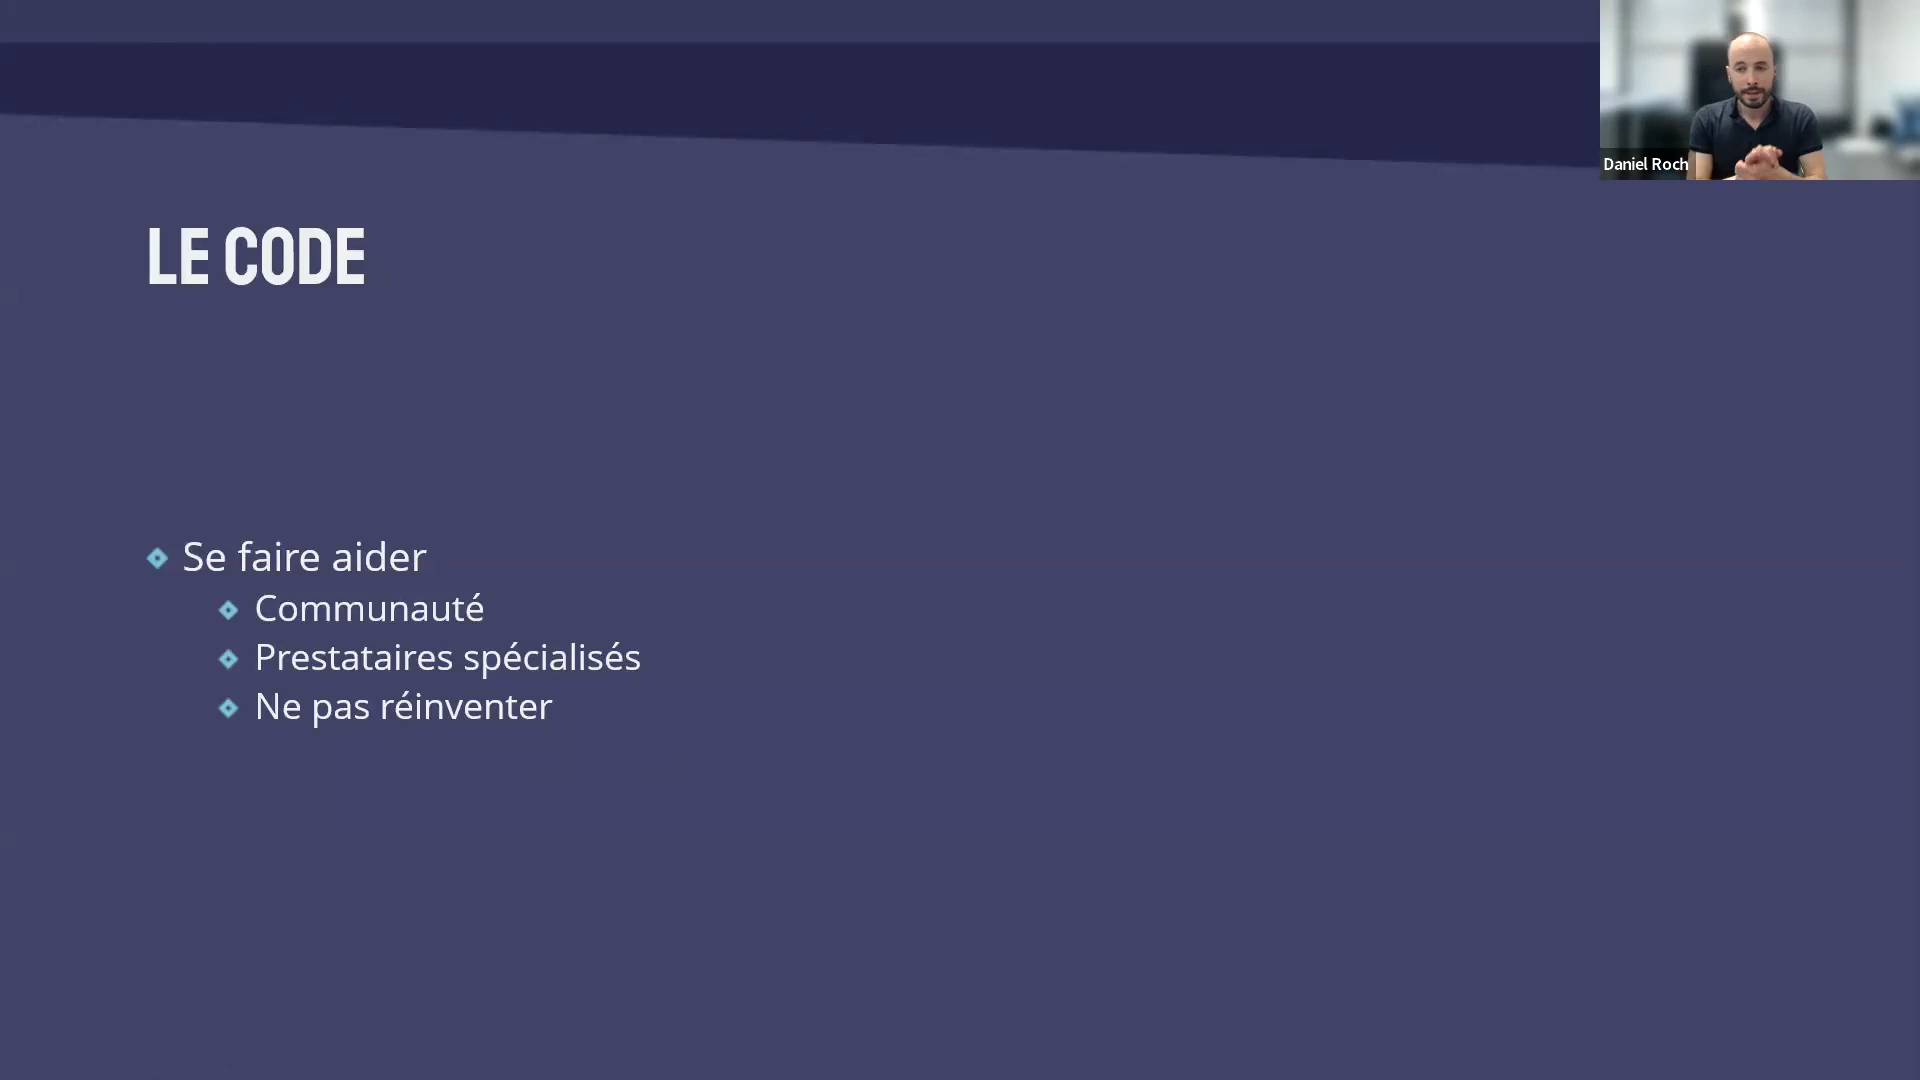 Daniel Roch
LE CODE
Se faire aider
Communauté
Prestataires spécialisés
Ne pas réinventer